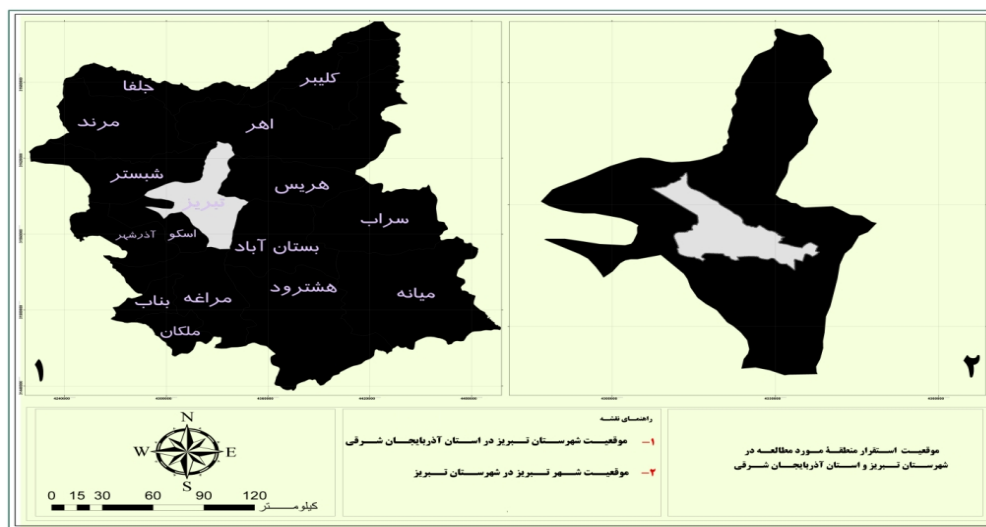 کلیبر
جلفا
مرند
اهر
شبستر
هریس
تبریز
سراب
آذرشهر
اسکو
بستان آباد
هشترود
میانه
مراغه
بناب
ملکان
۱
۲
N
W E
S
0 15 30 60 90 120
کیلومتر
راهنمای نقشه
۱- موقعیت شهرستان تبریز در استان آذربایجان شرقی
۲- موقعیت شهر تبریز در شهرستان تبریز
موقعیت استقرار منطقهٔ مورد مطالعه در
شهرستان تبریز و استان آذربایجان شرقی